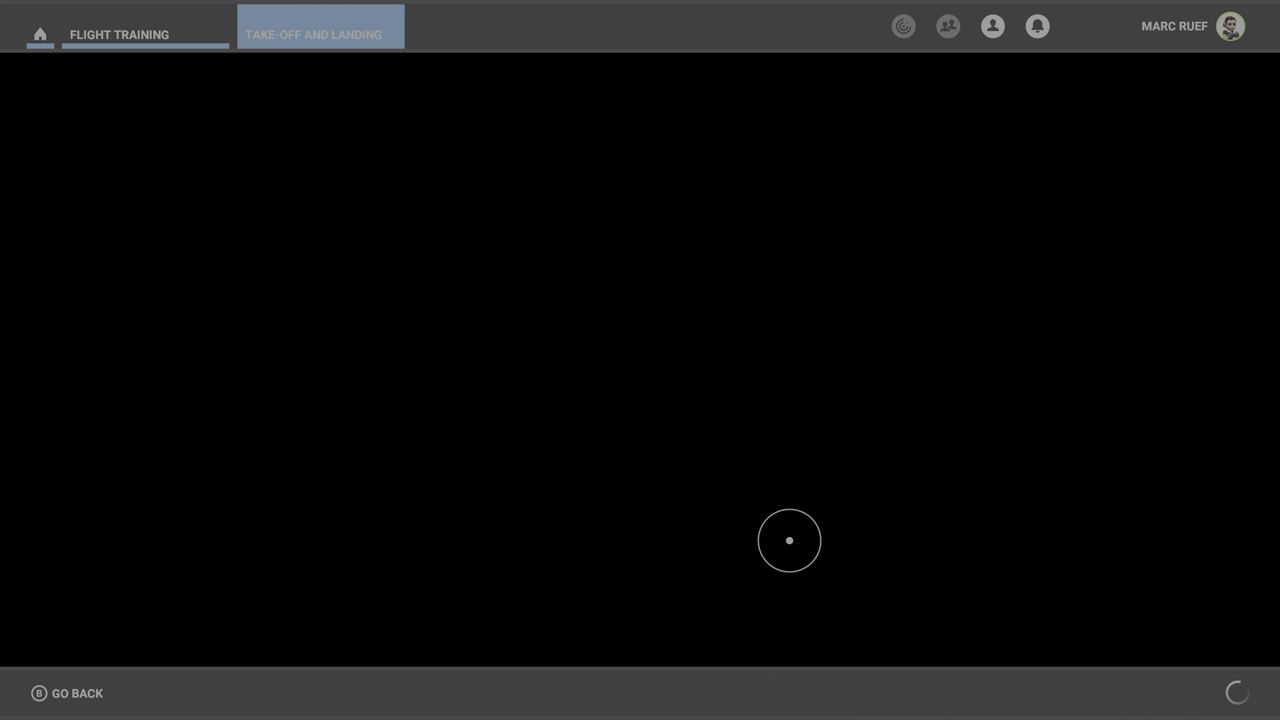 FLIGHT TRAINING
TAKE-OFF AND LANDING
MARC RUEF
B GO BACK